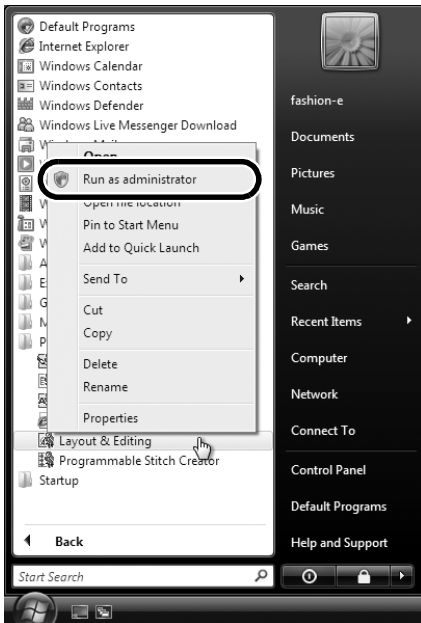 Default Programs
Internet Explorer
Windows Calendar
Windows Contacts
Windows Defender
Windows Live Messenger Download
Open
Run as administrator
Open file location
Pin to Start Menu
Add to Quick Launch
Send To
Cut
Copy
Delete
Rename
Properties
Layout & Editing
Programmable Stitch Creator
Startup
Back
Start Search
fashion-e
Documents
Pictures
Music
Games
Search
Recent Items
Computer
Network
Connect To
Control Panel
Default Programs
Help and Support